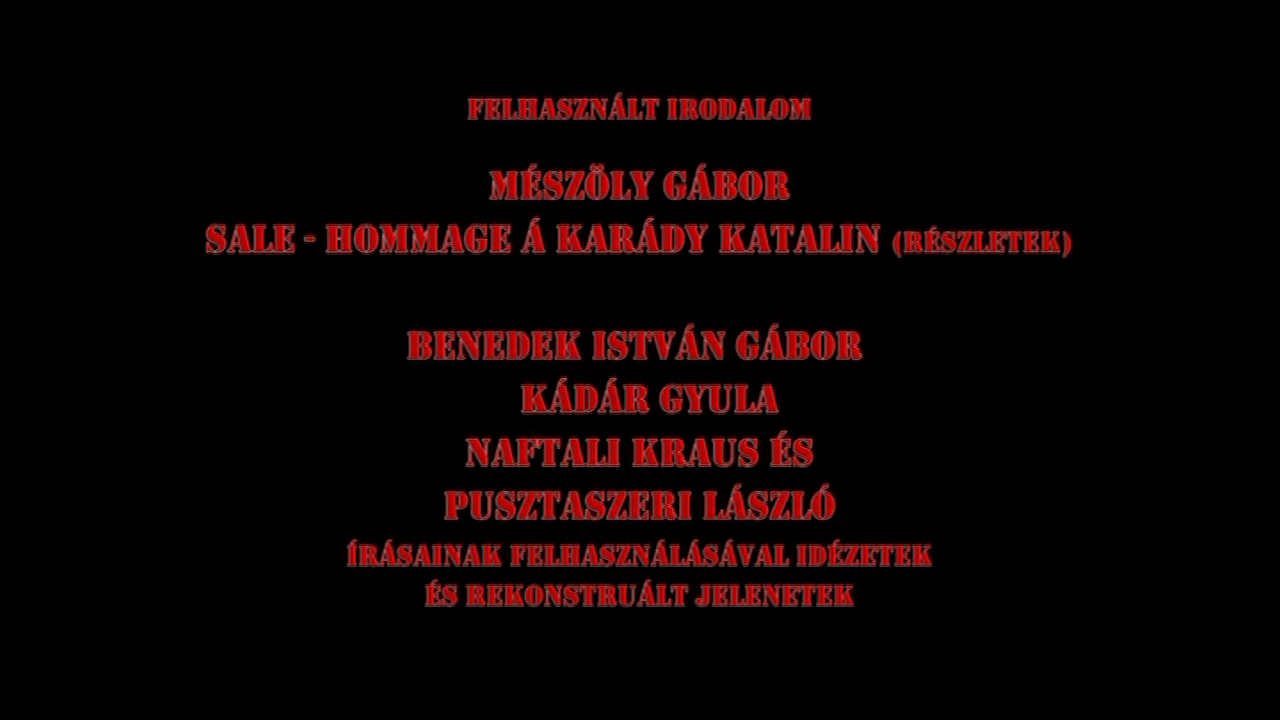 FELHASZNÁLT IRODALOM
MÉSZÖLY GÁBOR
SALE - HOMMAGE Á KARÁDY KATALIN (RÉSZLETEK)
BENEDEK ISTVÁN GÁBOR
KÁDÁR GYULA
NAFTALI KRAUS ÉS
PUSZTASZERI LÁSZLÓ
ÍRÁSAINAK FELHASZNÁLÁSÁVAL IDÉZETEK
ÉS REKONSTRUÁLT JELENETEK